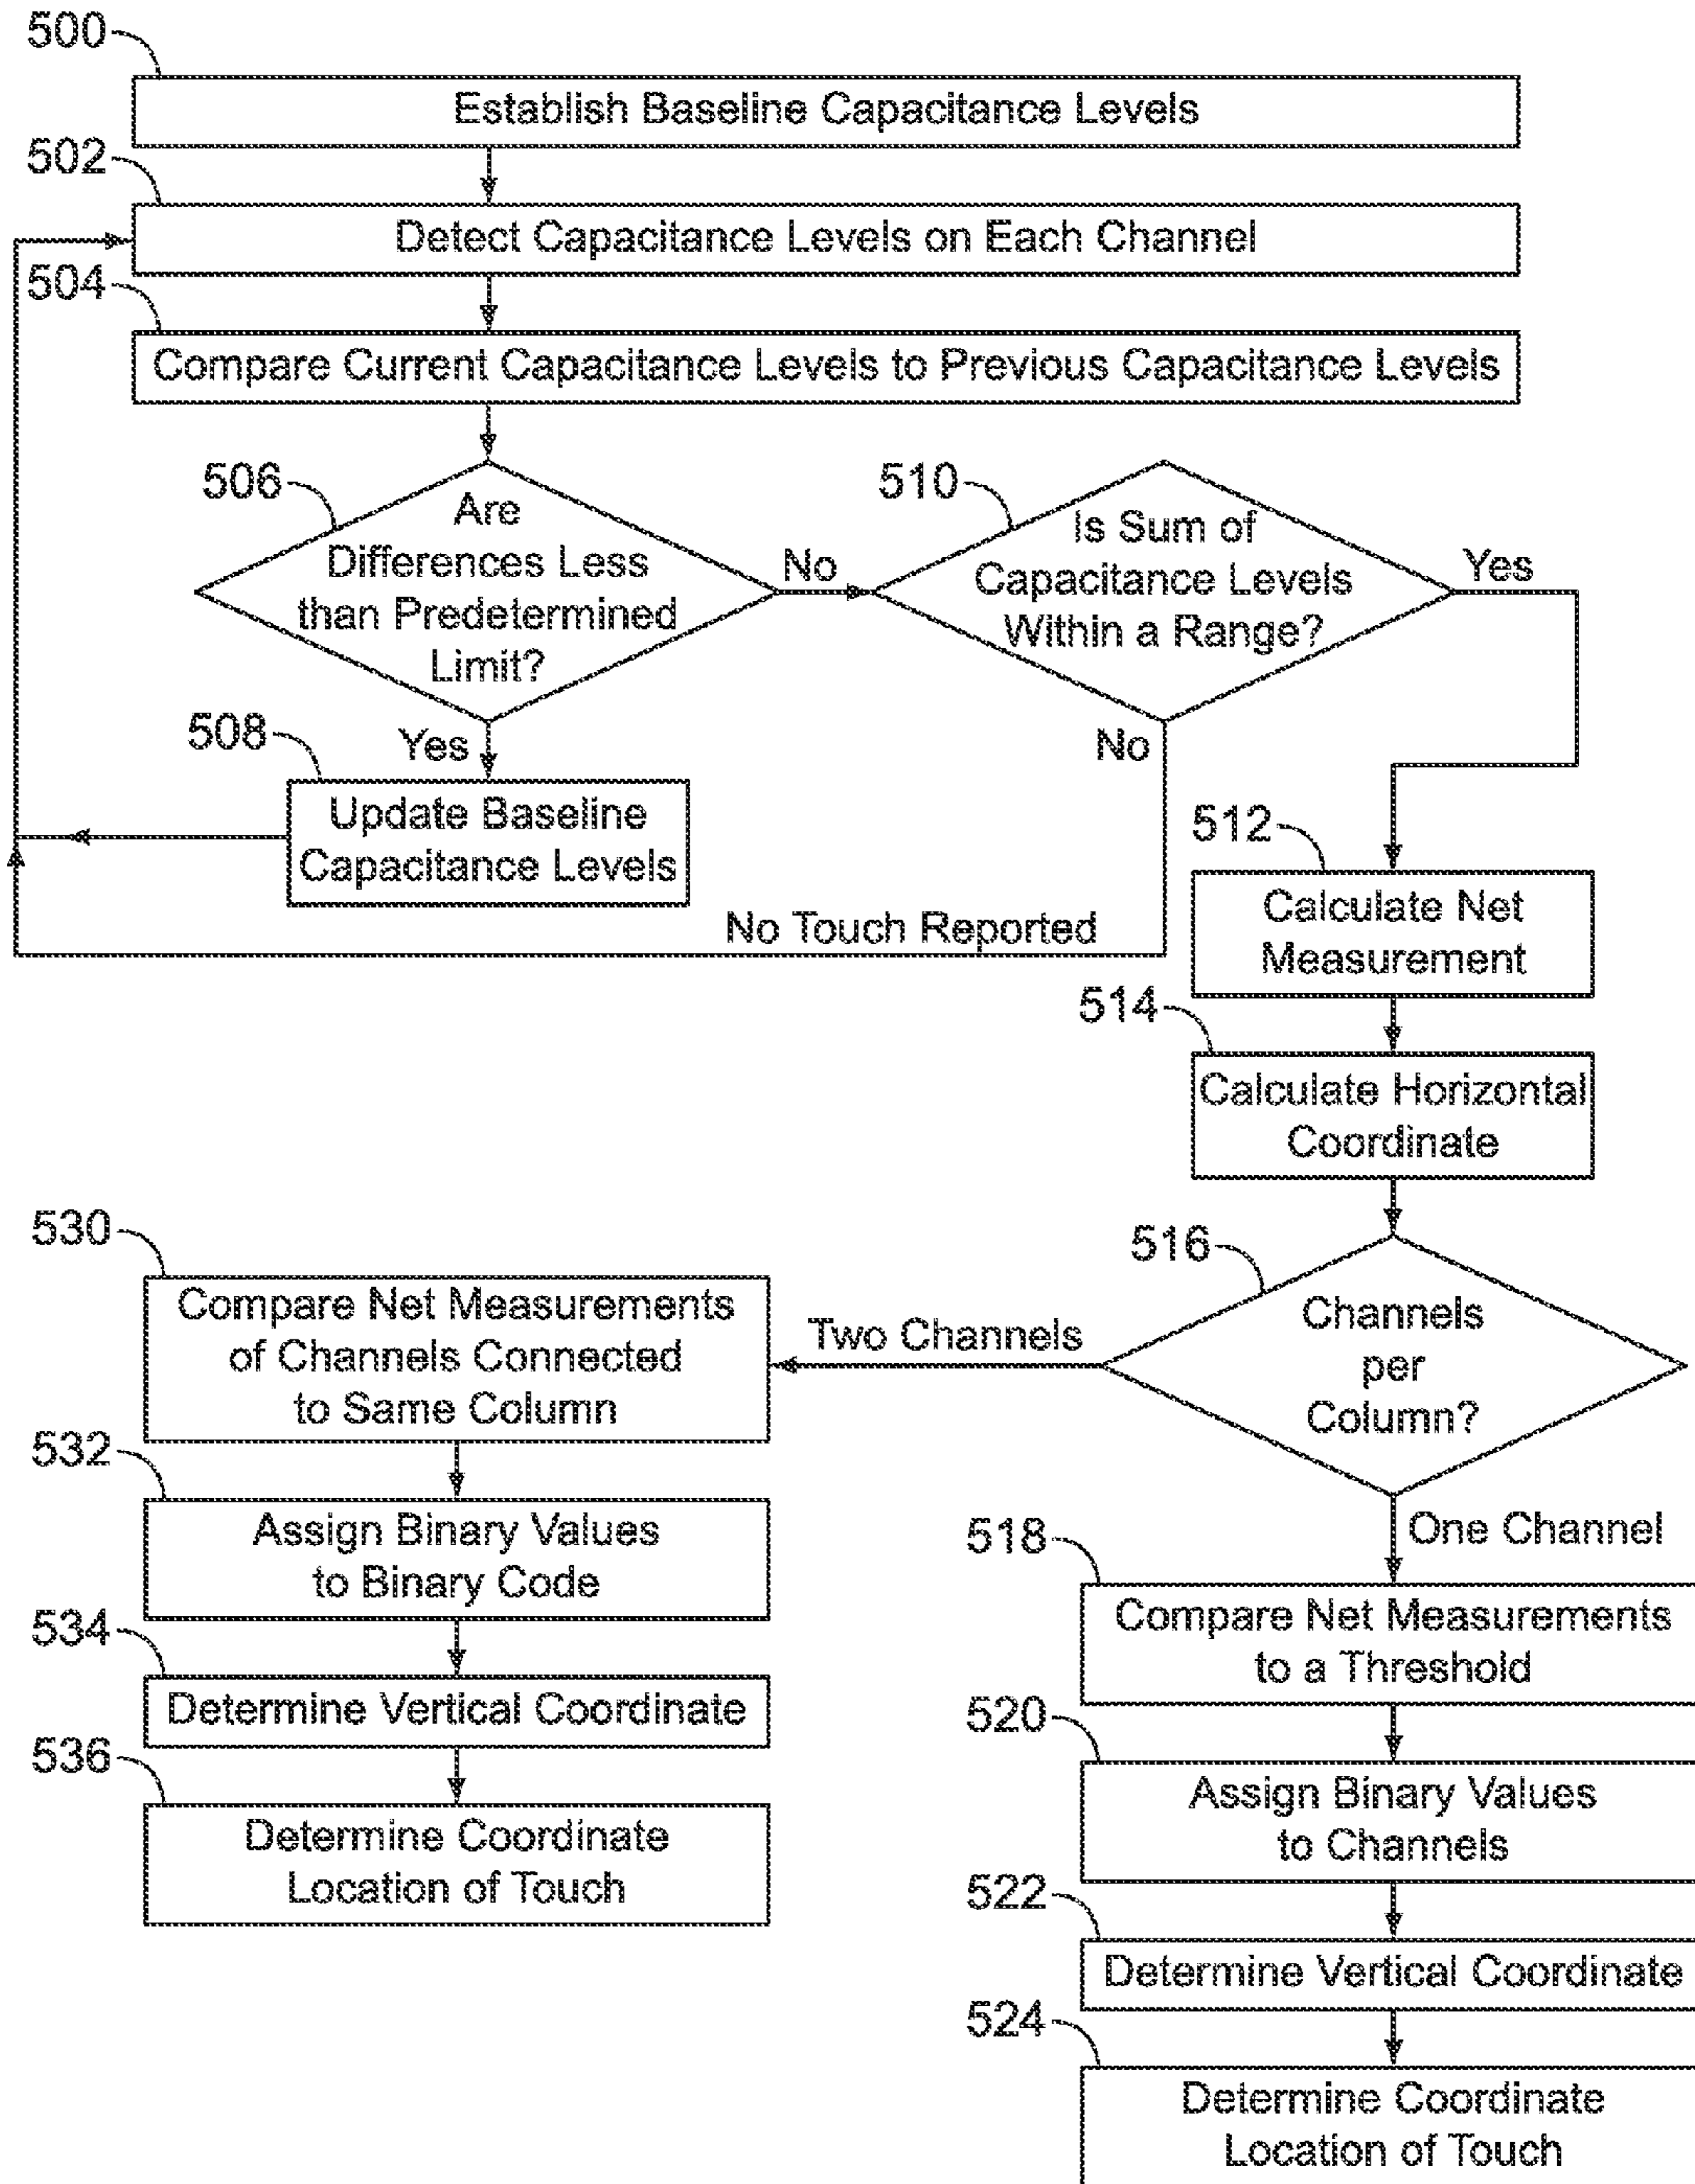 500
Establish Baseline Capacitance Levels
502
Detect Capacitance Levels on Each Channel
504
Compare Current Capacitance Levels to Previous Capacitance Levels
506
Are
Differences Less
than Predetermined
Limit?
No
510
Is Sum of
Capacitance Levels
Within a Range?
Yes
No
508
Yes
Update Baseline
Capacitance Levels
No Touch Reported
512
Calculate Net
Measurement
514
Calculate Horizontal
Coordinate
516
Channels
per
Column?
Two Channels
One Channel
530
Compare Net Measurements
of Channels Connected
to Same Column
532
Assign Binary Values
to Binary Code
534
Determine Vertical Coordinate
536
Determine Coordinate
Location of Touch
518
Compare Net Measurements
to a Threshold
520
Assign Binary Values
to Channels
522
Determine Vertical Coordinate
524
Determine Coordinate
Location of Touch